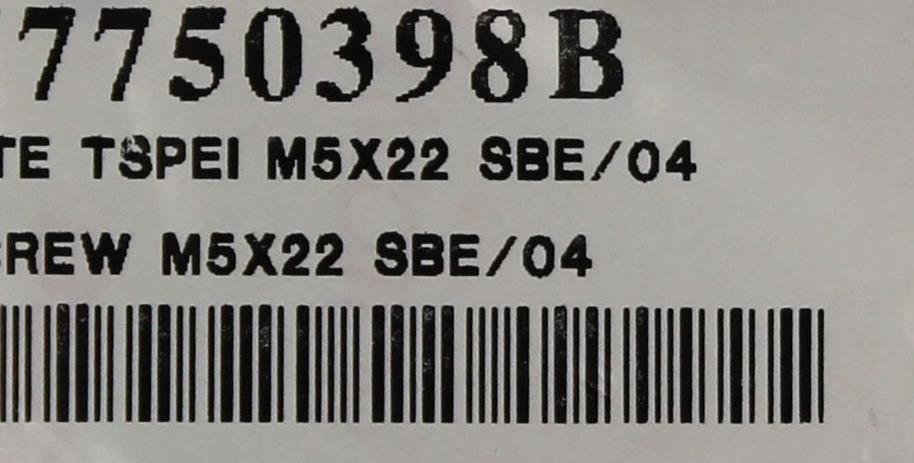 7750398B
TE TSPEI M5X22 SBE/04
REW M5X22 SBE/04